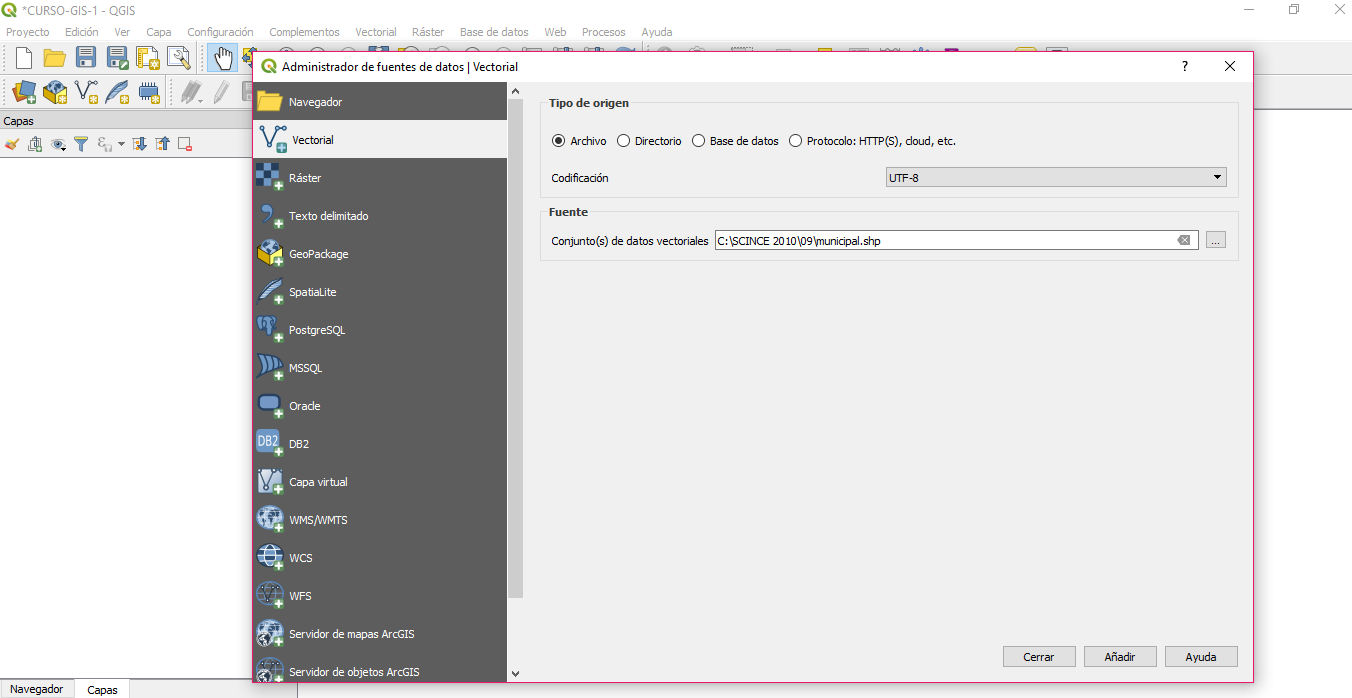 *CURSO-GIS-1 - QGIS
Proyecto Edición Ver Capa Configuración Complementos Vectorial Ráster Base de datos Web Procesos Ayuda
Administrador de fuentes de datos | Vectorial
?
Capas
Navegador
Vectorial
Ráster
Texto delimitado
GeoPackage
SpatiaLite
PostgreSQL
MSSQL
Oracle
DB2
DB2
Capa virtual
WMS/WMTS
WCS
WFS
Servidor de mapas ArcGIS
Servidor de objetos ArcGIS
Tipo de origen
Archivo Directorio Base de datos Protocolo: HTTP(S), cloud, etc.
Codificación UTF-8
Fuente
Conjunto(s) de datos vectoriales C:\SCINCE 2010\09\municipal.shp ...
Cerrar Añadir Ayuda
Navegador Capas